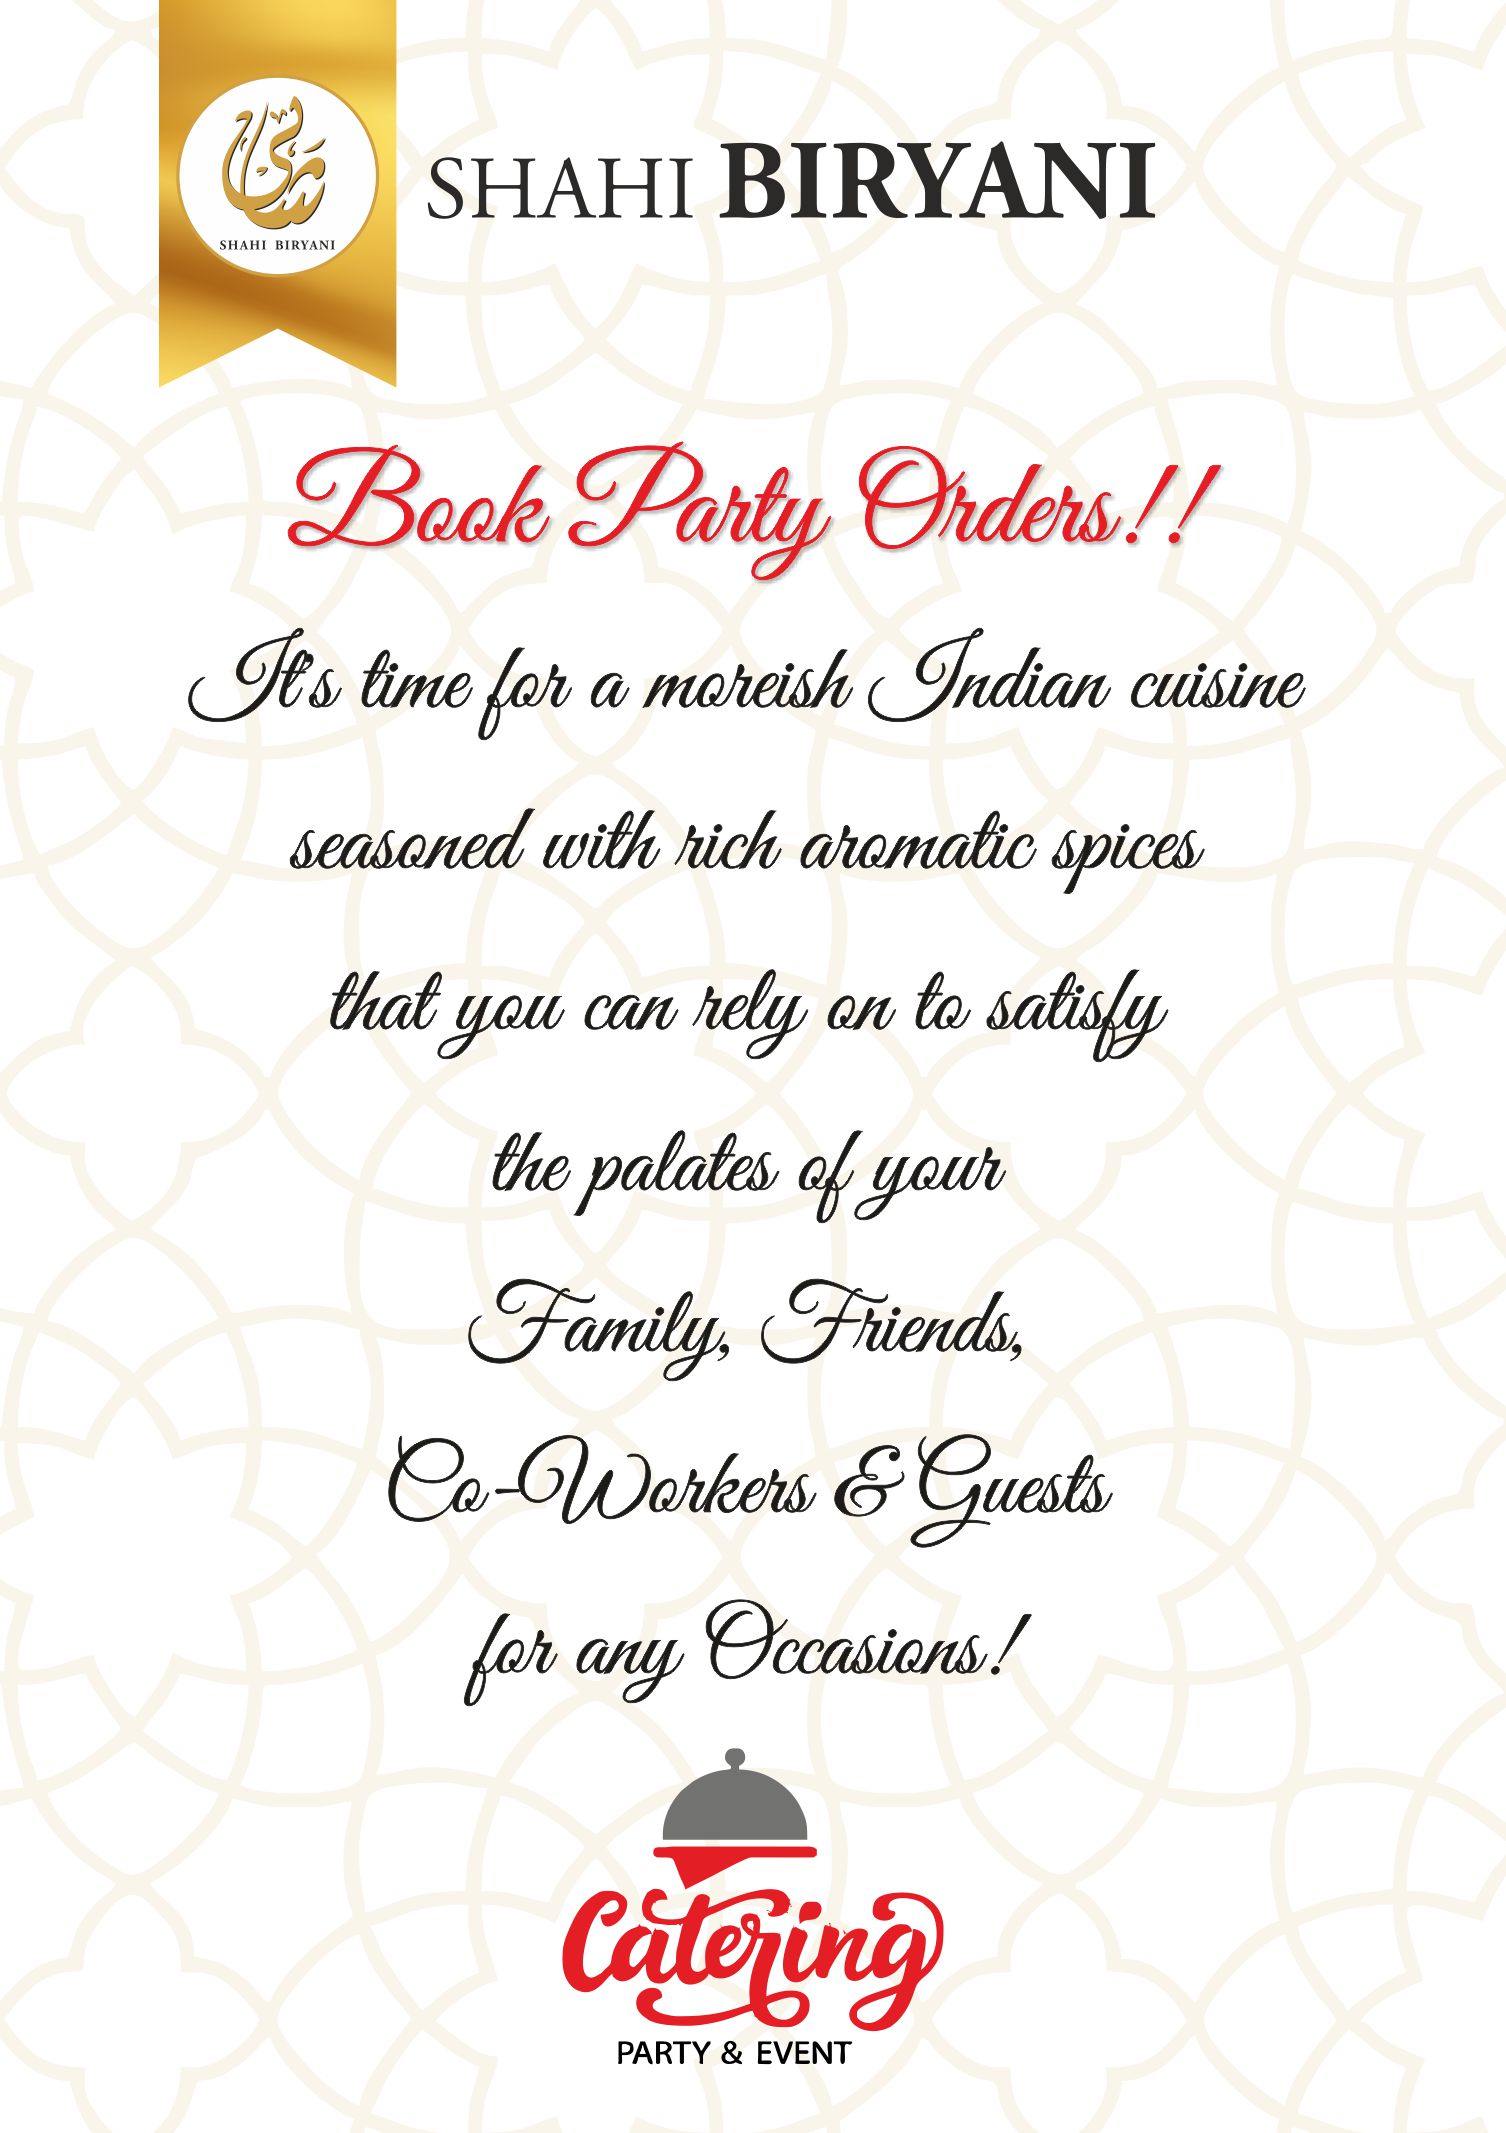 SHAHI BIRYANI
SHAHI BIRYANI
Book Party Orders!!
It's time for a moreish Indian cuisine
seasoned with rich aromatic spices
that you can rely on to satisfy
the palates of your
Family, Friends,
Co-Workers & Guests
for any Occasions!
Catering
PARTY & EVENT